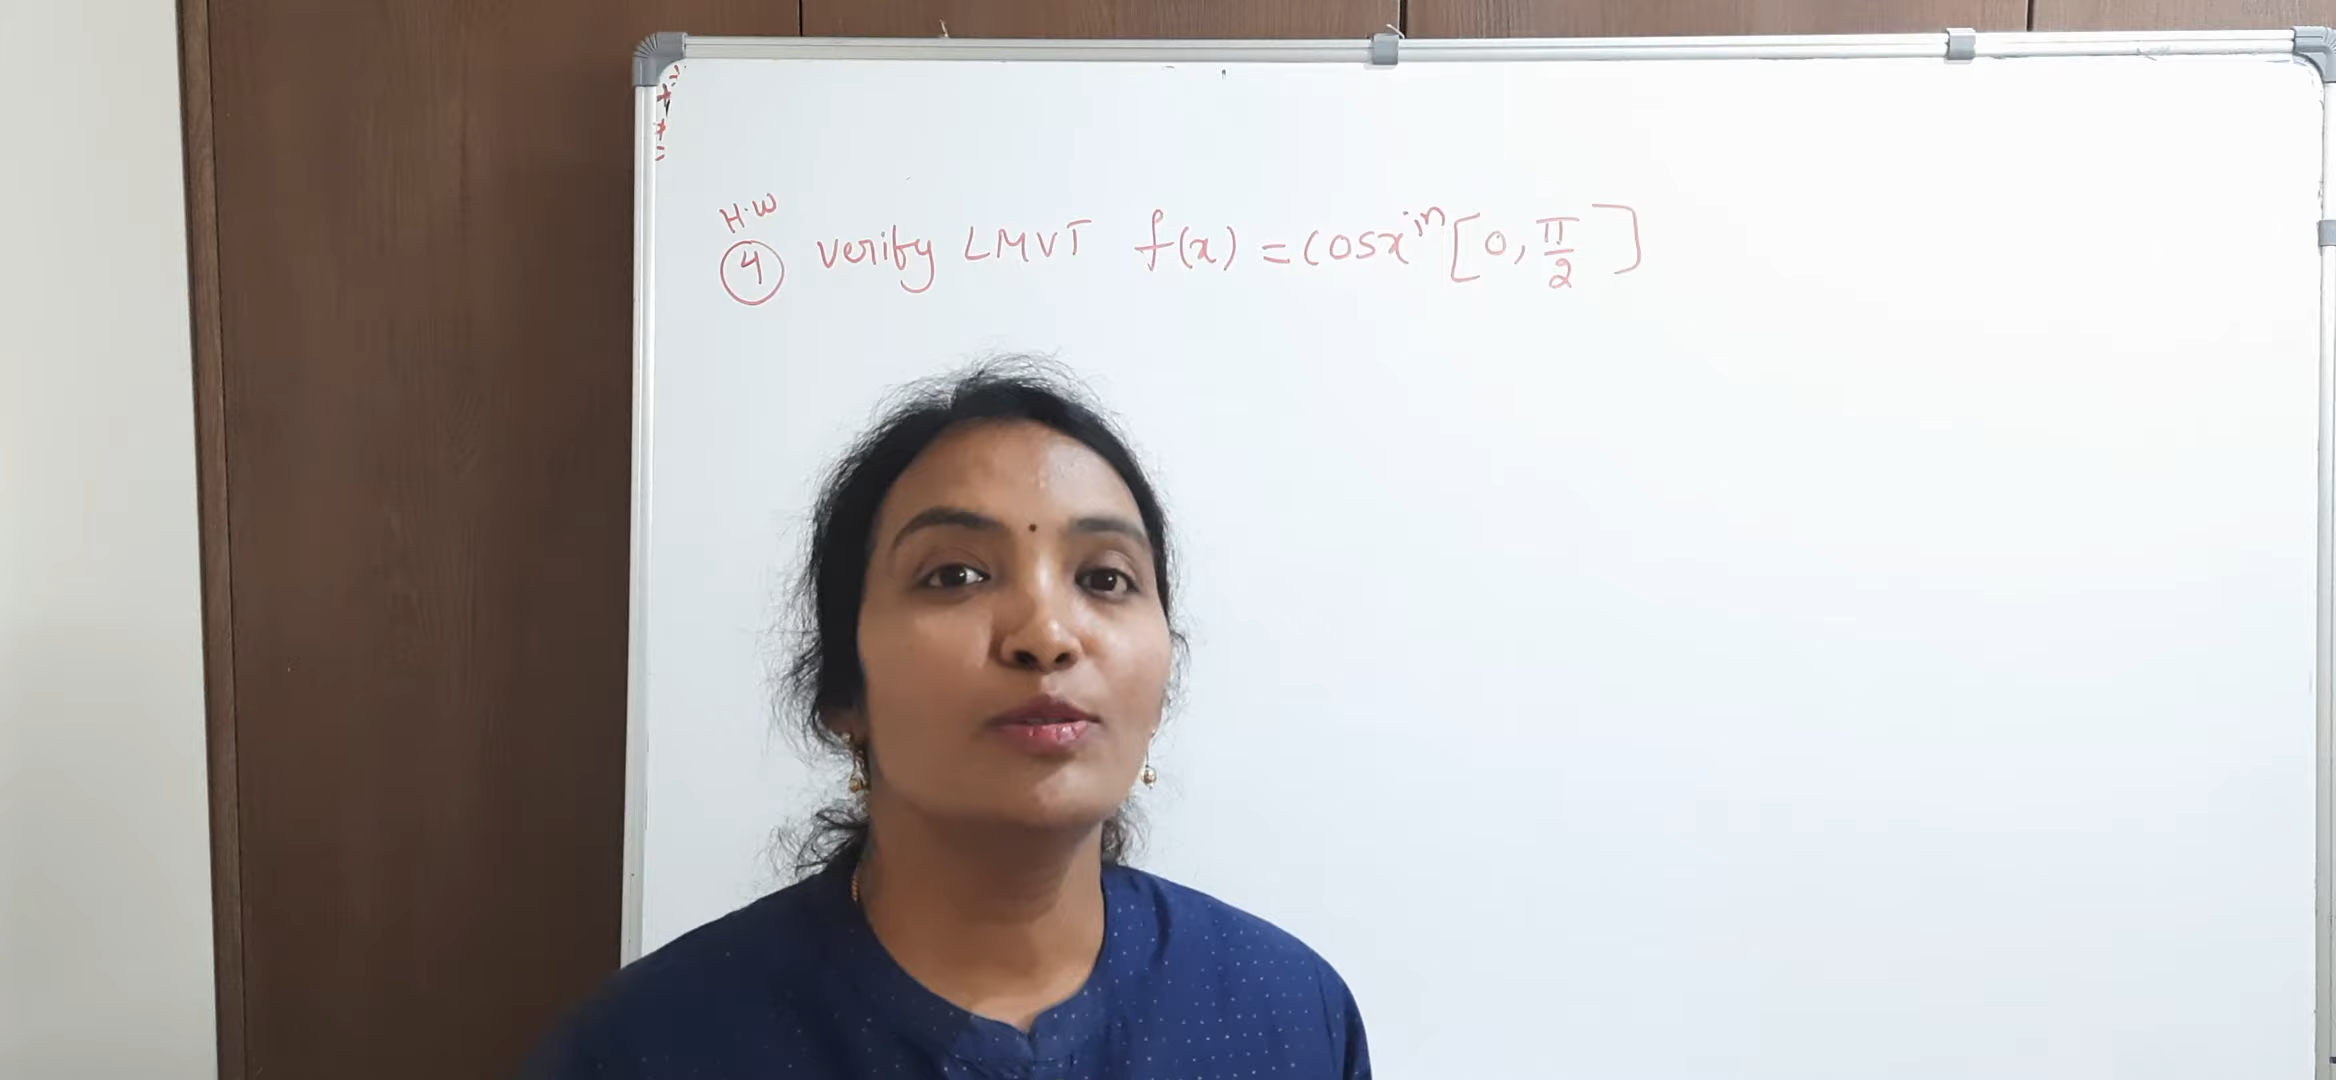 H.W
④ verify LMVT f(x) = cosx in [0, π/2]